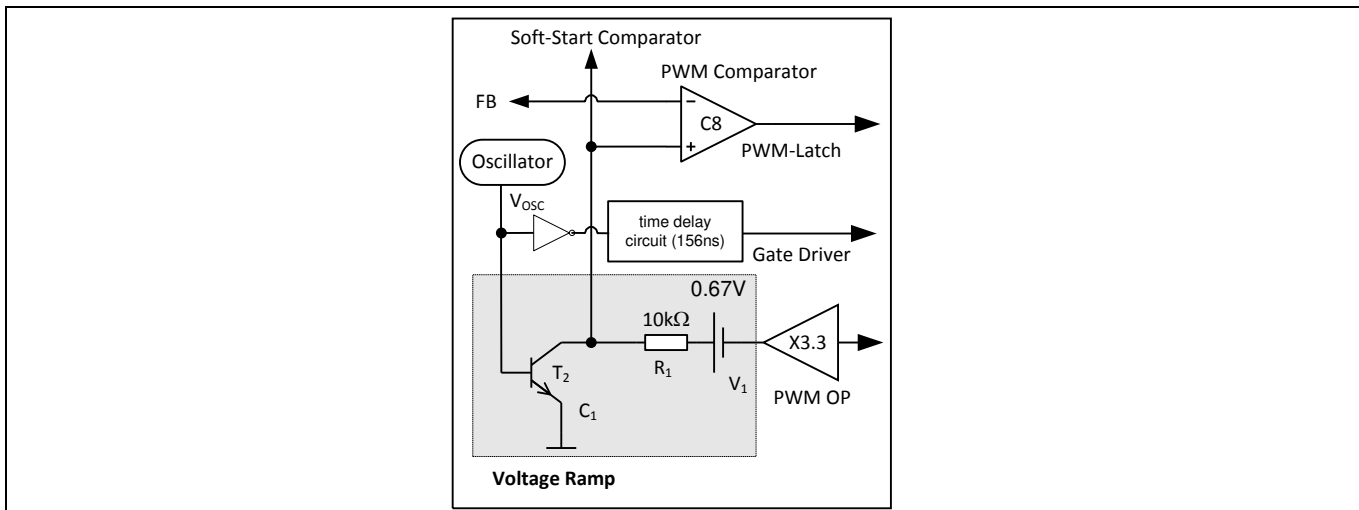 Soft-Start Comparator
PWM Comparator
FB
−
C8
+
PWM-Latch
Oscillator
V_OSC
time delay
circuit (156ns)
Gate Driver
0.67V
10kΩ
X3.3
R₁
T₂
V₁
PWM OP
C₁
Voltage Ramp